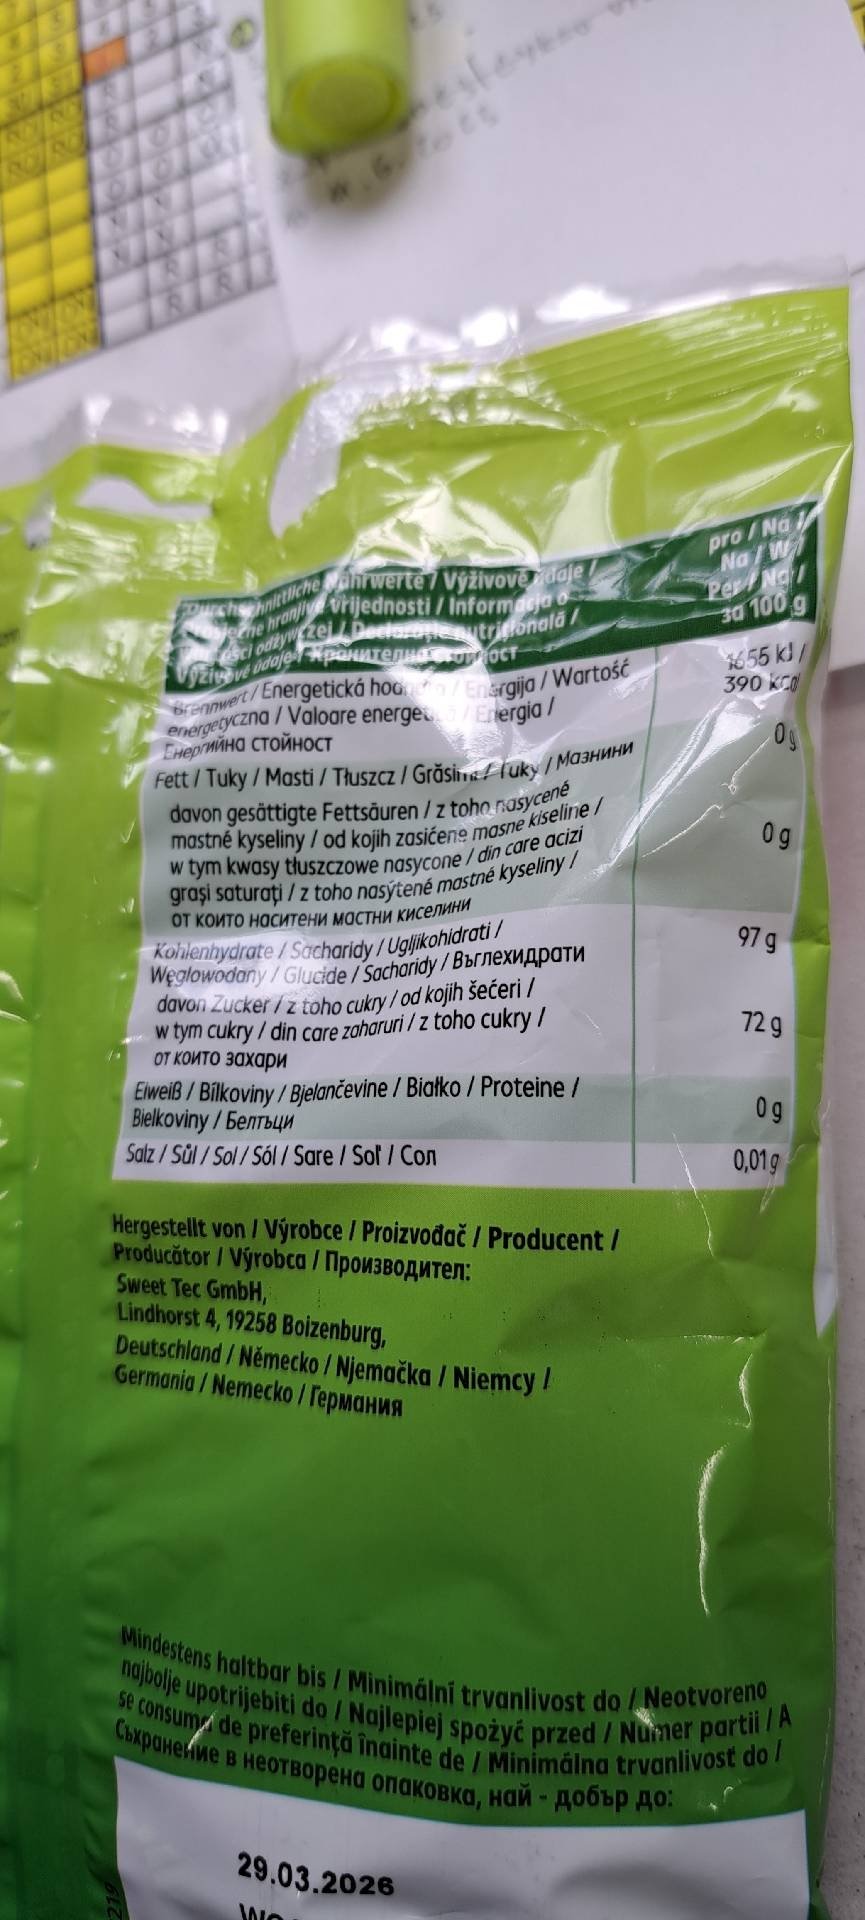 Nährwerte / Výživové údaje /
vrijednosti / Informacja o
nutrițională /
Výživové údaje /
pro / Na /
Na / W /
Per / Na /
за 100 g
Brennwert / Energetická / Energija / Wartość
energetyczna / Valoare / Energia /
Енергийна стойност
1655 kJ /
390 kcal
Fett / Tuky / Masti / Tłuszcz / Grăsimi / Tuky / Мазнини
0 g
davon gesättigte Fettsäuren / z toho nasycené
mastné kyseliny / od kojih zasićene masne kiseline /
w tym kwasy tłuszczowe nasycone / din care acizi
grași saturați / z toho nasýtené mastné kyseliny /
от които наситени мастни киселини
0 g
Kohlenhydrate / Sacharidy / Ugljikohidrati /
Węglowodany / Glucide / Sacharidy / Въглехидрати
97 g
davon Zucker / z toho cukry / od kojih šećeri /
w tym cukry / din care zaharuri / z toho cukry /
от които захари
72 g
Eiweiß / Bílkoviny / Bjelančevine / Białko / Proteine /
Bielkoviny / Белтъци
0 g
Salz / Sůl / Sol / Sól / Sare / Soľ / Сол
0,01 g
Hergestellt von / Výrobce / Proizvođač / Producent /
Producător / Výrobca / Производител:
Sweet Tec GmbH,
Lindhorst 4, 19258 Boizenburg,
Deutschland / Německo / Njemačka / Niemcy /
Germania / Nemecko / Германия
Mindestens haltbar bis / Minimální trvanlivost do / Neotvoreno
najbolje upotrijebiti do / Najlepiej spożyć przed / Numer partii / A
se consuma de preferință înainte de / Minimálna trvanlivosť do /
Съхранение в неотворена опаковка, най - добър до:
29.03.2026
219